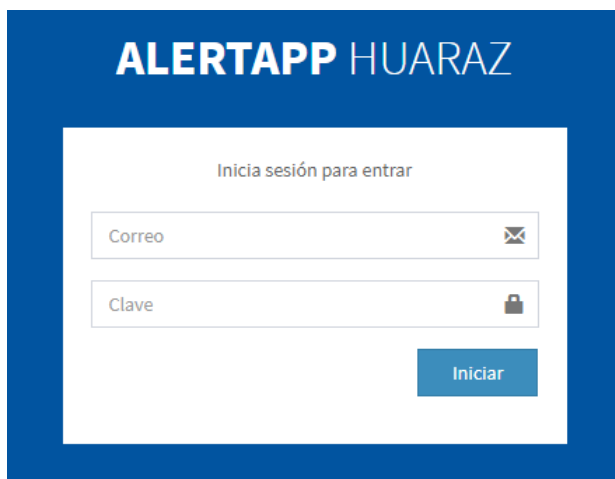 ALERTAPP HUARAZ
Inicia sesión para entrar
Correo
Clave
Iniciar